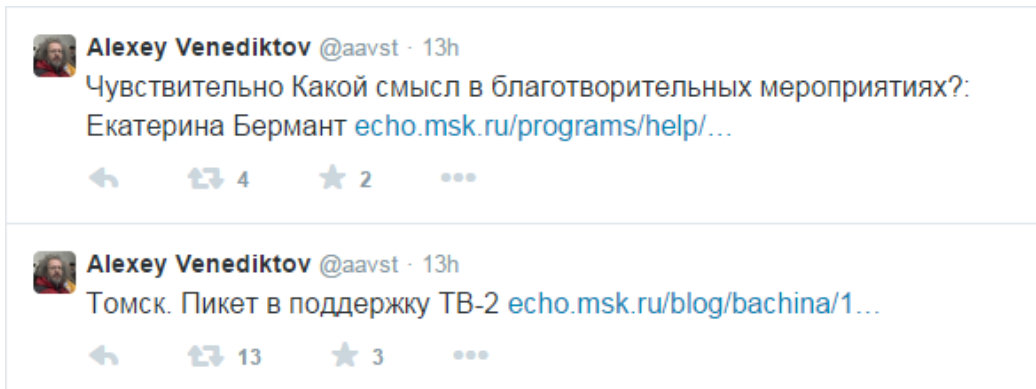 Alexey Venediktov @aavst · 13h
Чувствительно Какой смысл в благотворительных мероприятиях?:
Екатерина Бермант echo.msk.ru/programs/help/…
4 2
Alexey Venediktov @aavst · 13h
Томск. Пикет в поддержку ТВ-2 echo.msk.ru/blog/bachina/1…
13 3